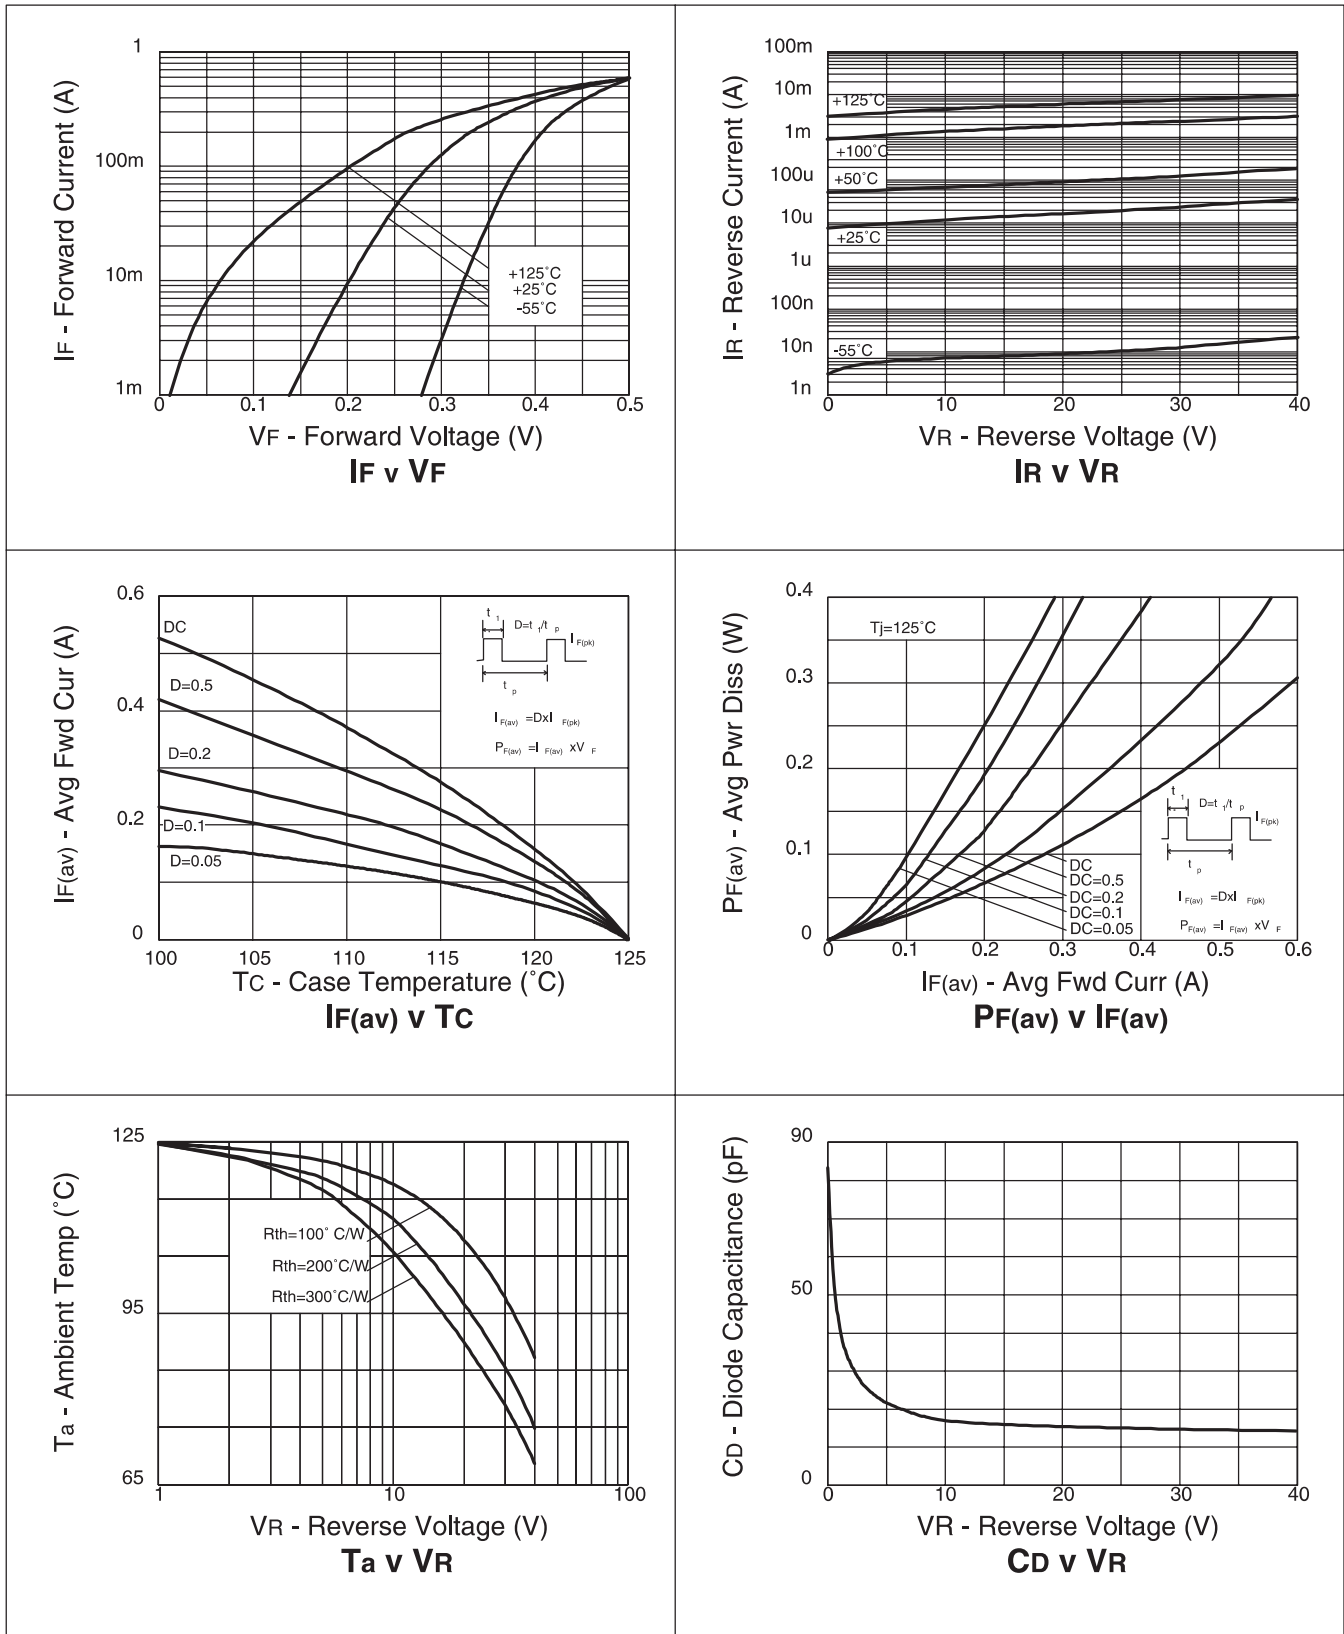 IF - Forward Current (A)
1
100m
10m
1m
+125°C
+25°C
-55°C
0 0.1 0.2 0.3 0.4 0.5
VF - Forward Voltage (V)
IF v VF
IR - Reverse Current (A)
100m
10m
1m
100u
10u
1u
100n
10n
1n
+125°C
+100°C
+50°C
+25°C
-55°C
0 10 20 30 40
VR - Reverse Voltage (V)
IR v VR
IF(av) - Avg Fwd Cur (A)
0.6
0.4
0.2
0
DC
D=0.5
D=0.2
D=0.1
D=0.05
t1 D=t1/tp
IF(pk)
tp
IF(av) =DxIF(pk)
PF(av) =IF(av) xVF
100 105 110 115 120 125
TC - Case Temperature (°C)
IF(av) v TC
PF(av) - Avg Pwr Diss (W)
0.4
0.3
0.2
0.1
0
Tj=125°C
DC
DC=0.5
DC=0.2
DC=0.1
DC=0.05
t1 D=t1/tp
IF(pk)
tp
IF(av) =DxIF(pk)
PF(av) =IF(av) xVF
0.1 0.2 0.3 0.4 0.5 0.6
IF(av) - Avg Fwd Curr (A)
PF(av) v IF(av)
Ta - Ambient Temp (°C)
125
95
65
Rth=100°C/W
Rth=200°C/W
Rth=300°C/W
1 10 100
VR - Reverse Voltage (V)
Ta v VR
CD - Diode Capacitance (pF)
90
50
0
0 10 20 30 40
VR - Reverse Voltage (V)
CD v VR